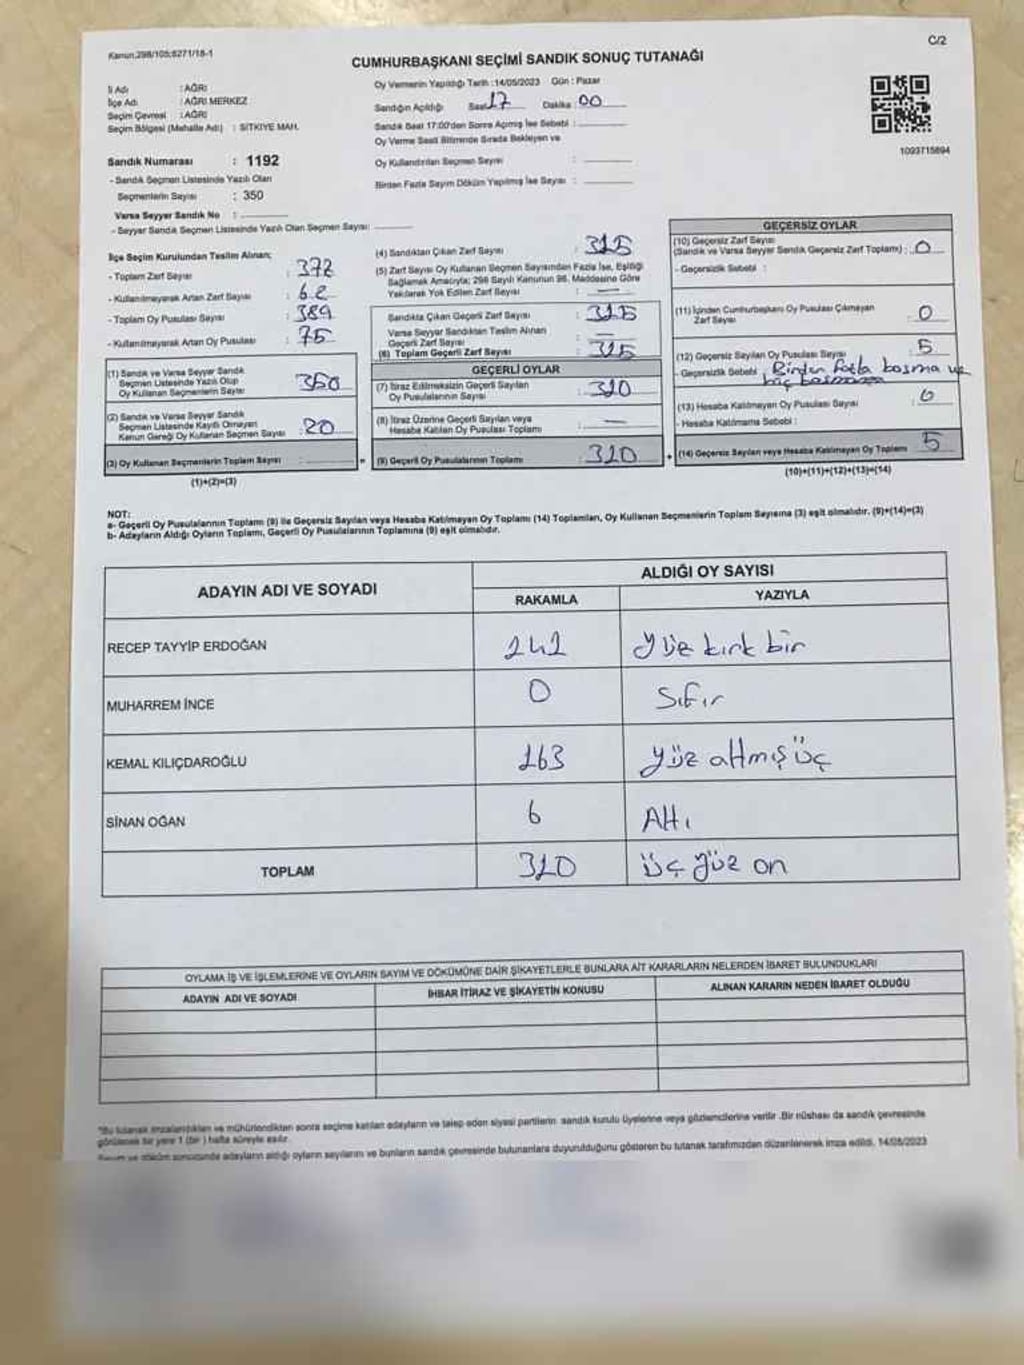 Kanun.298/105;6271/18-1
C/2
CUMHURBAŞKANI SEÇİMİ SANDIK SONUÇ TUTANAĞI
İl Adı : AĞRI
İlçe Adı : AĞRI MERKEZ
Seçim Çevresi : AĞRI
Seçim Bölgesi (Mahalle Adı) : SITKIYE MAH.
Sandık Numarası : 1192
- Sandık Seçmen Listesinde Yazılı Olan
Seçmenlerin Sayısı : 350
Varsa Seyyar Sandık No :
- Seyyar Sandık Seçmen Listesinde Yazılı Olan Seçmen Sayısı:
Oy Vermenin Yapıldığı Tarih :14/05/2023 Gün : Pazar
Sandığın Açıldığı Saat 17 Dakika : 00
Sandık Saat 17:00'den Sonra Açımış İse Sebebi :
Oy Verme Saati Bitiminde Sırada Bekleyen ve
Oy Kullandırılan Seçmen Sayısı :
Birden Fazla Sayım Döküm Yapılmış İse Sayısı :
1093715694
İlçe Seçim Kurulundan Teslim Alınan;
- Toplam Zarf Sayısı : 372
- Kullanılmayarak Artan Zarf Sayısı : 62
- Toplam Oy Pusulası Sayısı : 389
- Kullanılmayarak Artan Oy Pusulası : 75
(1) Sandık ve Varsa Seyyar Sandık
Seçmen Listesinde Yazılı Olup
Oy Kullanan Seçmenlerin Sayısı : 350
(2) Sandık ve Varsa Seyyar Sandık
Seçmen Listesinde Kayıtlı Olmayan
Kanun Gereği Oy Kullanan Seçmen Sayısı :20
(3) Oy Kullanan Seçmenlerin Toplam Sayısı :
(1)+(2)=(3)
(4) Sandıktan Çıkan Zarf Sayısı : 315
(5) Zarf Sayısı Oy Kullanan Seçmen Sayısından Fazla İse, Eşitliği
Sağlamak Amacıyla; 298 Sayılı Kanunun 98. Maddesine Göre
Yakılarak Yok Edilen Zarf Sayısı : —
Sandıkta Çıkan Geçerli Zarf Sayısı : 315
Varsa Seyyar Sandıktan Teslim Alınan
Geçerli Zarf Sayısı : —
(6) Toplam Geçerli Zarf Sayısı : 315
GEÇERLİ OYLAR
(7) İtiraz Edilmeksizin Geçerli Sayılan
Oy Pusulalarının Sayısı : 310
(8) İtiraz Üzerine Geçerli Sayılan veya
Hesaba Katılan Oy Pusulası Toplamı : —
= (9) Geçerli Oy Pusulalarının Toplamı : 310
GEÇERSİZ OYLAR
(10) Geçersiz Zarf Sayısı
(Sandık ve Varsa Seyyar Sandık Geçersiz Zarf Toplamı) : 0
- Geçersizlik Sebebi :
(11) İçinden Cumhurbaşkanı Oy Pusulası Çıkmayan
Zarf Sayısı : 0
(12) Geçersiz Sayılan Oy Pusulası Sayısı : 5
- Geçersizlik Sebebi : Birden fazla basma ve
hiç basmama
(13) Hesaba Katılmayan Oy Pusulası Sayısı : 0
- Hesaba Katılmama Sebebi :
+ (14) Geçersiz Sayılan veya Hesaba Katılmayan Oy Toplamı : 5
(10)+(11)+(12)+(13)=(14)
NOT:
a- Geçerli Oy Pusulalarının Toplamı (9) ile Geçersiz Sayılan veya Hesaba Katılmayan Oy Toplamı (14) Toplamları, Oy Kullanan Seçmenlerin Toplam Sayısına (3) eşit olmalıdır. (9)+(14)=(3)
b- Adayların Aldığı Oyların Toplamı, Geçerli Oy Pusulalarının Toplamına (9) eşit olmalıdır.
ADAYIN ADI VE SOYADI
ALDIĞI OY SAYISI
RAKAMLA YAZIYLA
RECEP TAYYİP ERDOĞAN 141 Yüz kırk bir
MUHARREM İNCE 0 Sıfır
KEMAL KILIÇDAROĞLU 163 yüz altmış üç
SİNAN OĞAN 6 Altı
TOPLAM 310 üç yüz on
OYLAMA İŞ VE İŞLEMLERİNE VE OYLARIN SAYIM VE DÖKÜMÜNE DAİR ŞİKAYETLERLE BUNLARA AİT KARARLARIN NELERDEN İBARET BULUNDUKLARI
ADAYIN ADI VE SOYADI İHBAR İTİRAZ VE ŞİKAYETİN KONUSU ALINAN KARARIN NEDEN İBARET OLDUĞU
*Bu tutanak imzalandıktan ve mühürlendikten sonra seçime katılan adayların ve talep eden siyasi partilerin sandık kurulu üyelerine veya gözlemcilerine verilir .Bir nüshası da sandık çevresinde
görülecek bir yere 1 (bir ) hafta süreyle asılır.
Sayım ve döküm sonucunda adayların aldığı oyların sayılarını ve bunların sandık çevresinde bulunanlara duyurulduğunu gösteren bu tutanak tarafımızdan düzenlenerek imza edildi. 14/05/2023